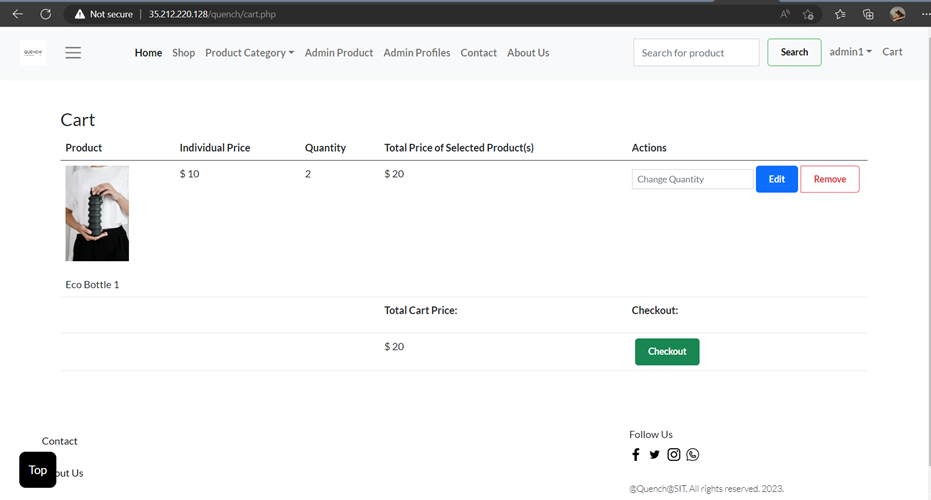 Not secure | 35.212.220.128/quench/cart.php
QUENCH
Home Shop Product Category Admin Product Admin Profiles Contact About Us Search for product Search admin1 Cart
Cart
Product Individual Price Quantity Total Price of Selected Product(s) Actions
$ 10 2 $ 20 Change Quantity Edit Remove
Eco Bottle 1
Total Cart Price: Checkout:
$ 20 Checkout
Contact
Follow Us
Top
out Us
@Quench@SIT. All rights reserved. 2023.